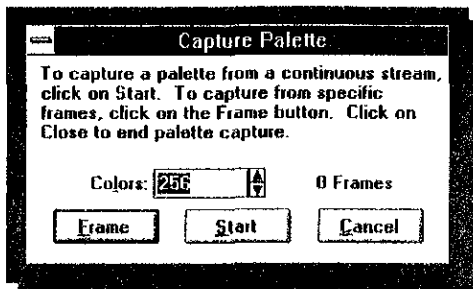 Capture Palette
To capture a palette from a continuous stream,
click on Start. To capture from specific
frames, click on the Frame button. Click on
Close to end palette capture.
Colors: 256 0 Frames
Frame Start Cancel